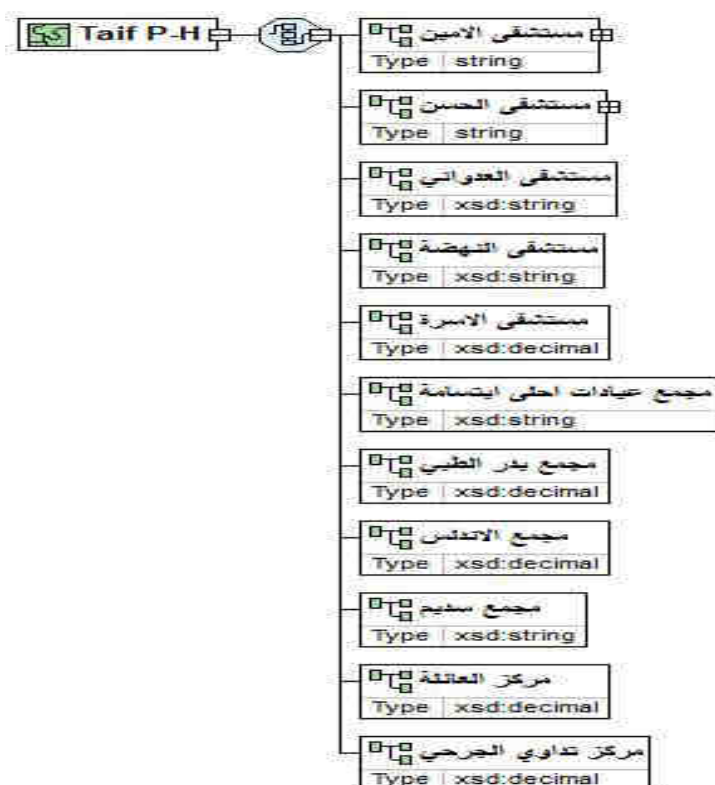 Taif P-H
مستشفى الامين
Type string
مستشفى الحسن
Type string
مستشفى العدواني
Type xsd:string
مستشفى النهضة
Type xsd:string
مستشفى الاسرة
Type xsd:decimal
مجمع عيادات احلى ابتسامة
Type xsd:string
مجمع بدر الطبي
Type xsd:decimal
مجمع الاندلس
Type xsd:decimal
مجمع سديم
Type xsd:string
مركز العائلة
Type xsd:decimal
مركز تداوي الجرحي
Type xsd:decimal